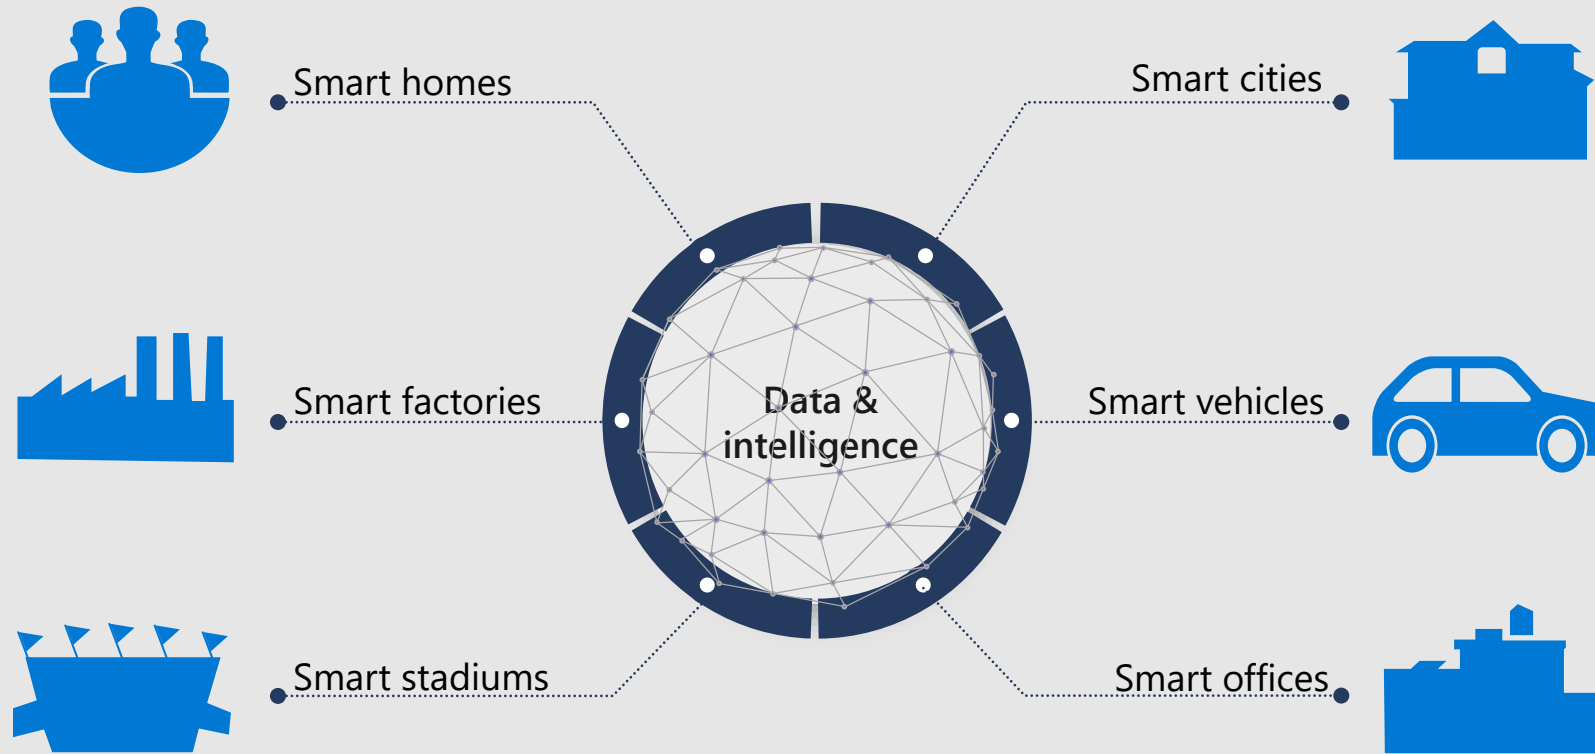 Smart homes
Smart cities
Smart factories
Data &
intelligence
Smart vehicles
Smart stadiums
Smart offices